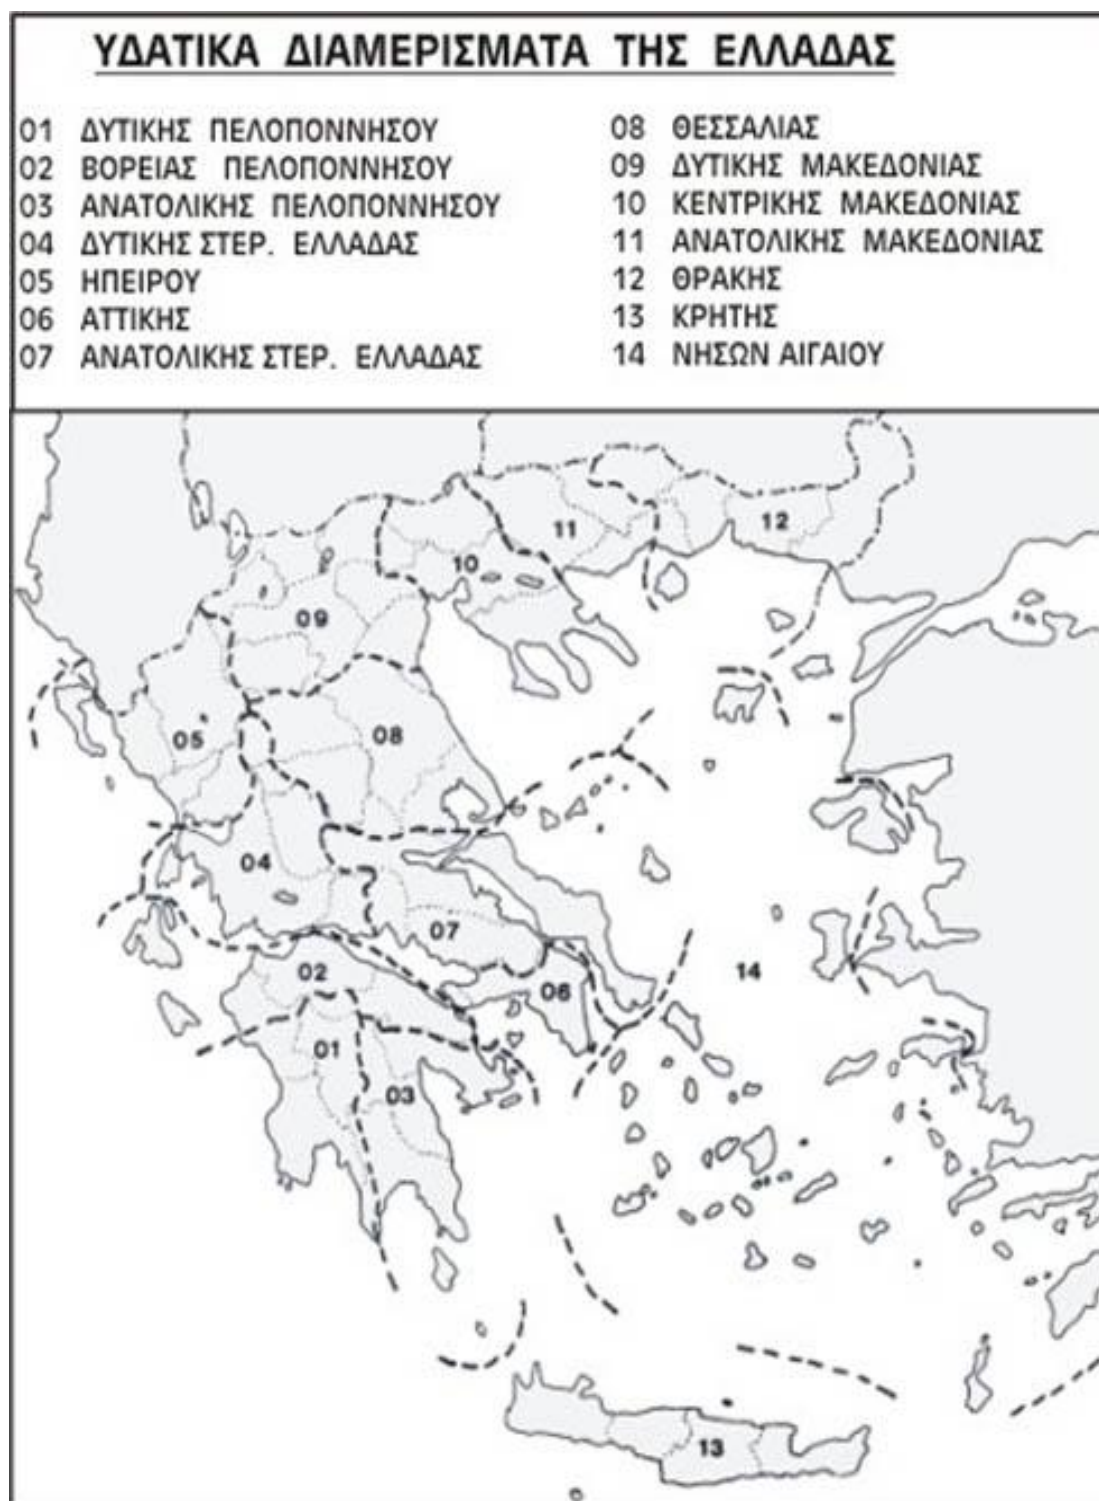 ΥΔΑΤΙΚΑ ΔΙΑΜΕΡΙΣΜΑΤΑ ΤΗΣ ΕΛΛΑΔΑΣ
01 ΔΥΤΙΚΗΣ ΠΕΛΟΠΟΝΝΗΣΟΥ
02 ΒΟΡΕΙΑΣ ΠΕΛΟΠΟΝΝΗΣΟΥ
03 ΑΝΑΤΟΛΙΚΗΣ ΠΕΛΟΠΟΝΝΗΣΟΥ
04 ΔΥΤΙΚΗΣ ΣΤΕΡ. ΕΛΛΑΔΑΣ
05 ΗΠΕΙΡΟΥ
06 ΑΤΤΙΚΗΣ
07 ΑΝΑΤΟΛΙΚΗΣ ΣΤΕΡ. ΕΛΛΑΔΑΣ
08 ΘΕΣΣΑΛΙΑΣ
09 ΔΥΤΙΚΗΣ ΜΑΚΕΔΟΝΙΑΣ
10 ΚΕΝΤΡΙΚΗΣ ΜΑΚΕΔΟΝΙΑΣ
11 ΑΝΑΤΟΛΙΚΗΣ ΜΑΚΕΔΟΝΙΑΣ
12 ΘΡΑΚΗΣ
13 ΚΡΗΤΗΣ
14 ΝΗΣΩΝ ΑΙΓΑΙΟΥ
12
11
10
09
05
08
04
07
02
14
06
01
03
13